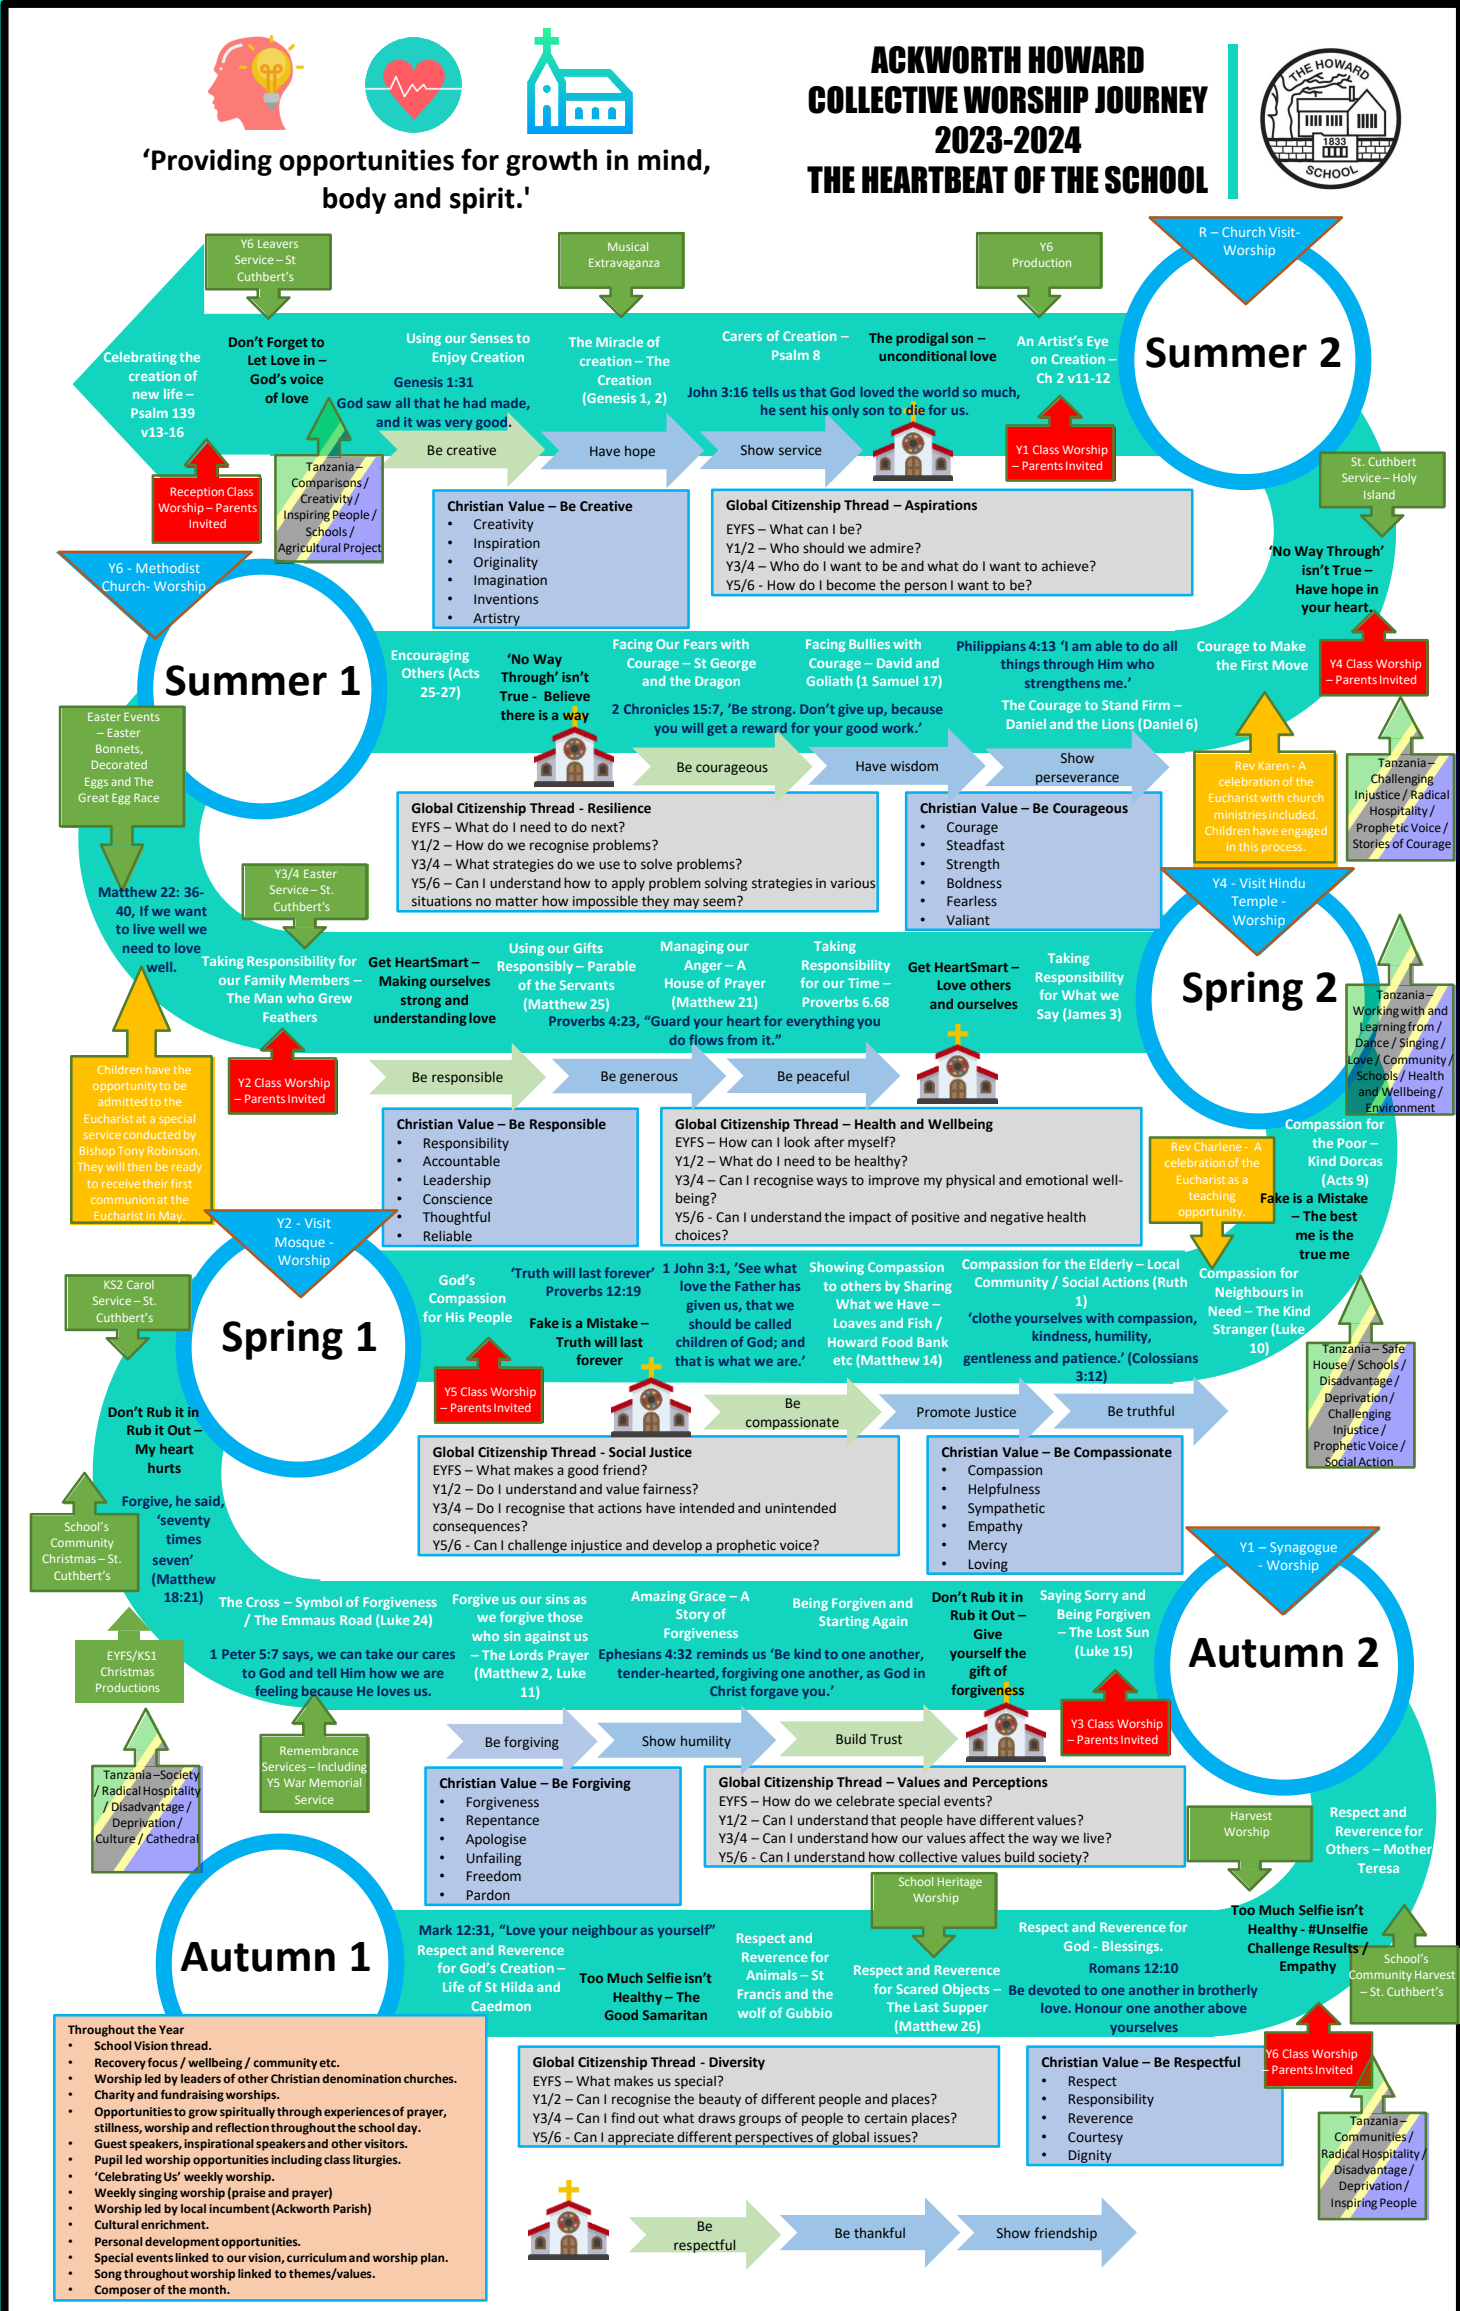 ‘Providing opportunities for growth in mind,
body and spirit.'
ACKWORTH HOWARD
COLLECTIVE WORSHIP JOURNEY
2023-2024
THE HEARTBEAT OF THE SCHOOL
THE HOWARD
1833
SCHOOL
Y6 Leavers
Service – St
Cuthbert’s
Musical
Extravaganza
Y6
Production
R – Church Visit-
Worship
Summer 2
Celebrating the
creation of
new life –
Psalm 139
v13-16
Don’t Forget to
Let Love in –
God’s voice
of love
Using our Senses to
Enjoy Creation
Genesis 1:31
God saw all that he had made,
and it was very good.
The Miracle of
creation – The
Creation
(Genesis 1, 2)
Carers of Creation –
Psalm 8
The prodigal son –
unconditional love
John 3:16 tells us that God loved the world so much,
he sent his only son to die for us.
An Artist’s Eye
on Creation –
Ch 2 v11-12
Be creative
Have hope
Show service
Y1 Class Worship
– Parents Invited
Reception Class
Worship – Parents
Invited
Tanzania –
Comparisons /
Creativity /
Inspiring People /
Schools /
Agricultural Project
Christian Value – Be Creative
• Creativity
• Inspiration
• Originality
• Imagination
• Inventions
• Artistry
Global Citizenship Thread – Aspirations
EYFS – What can I be?
Y1/2 – Who should we admire?
Y3/4 – Who do I want to be and what do I want to achieve?
Y5/6 - How do I become the person I want to be?
St. Cuthbert
Service – Holy
Island
‘No Way Through’
isn’t True –
Have hope in
your heart.
Y6 - Methodist
Church- Worship
Summer 1
Encouraging
Others (Acts
25-27)
‘No Way
Through’ isn’t
True - Believe
there is a way
Facing Our Fears with
Courage – St George
and the Dragon
Facing Bullies with
Courage – David and
Goliath (1 Samuel 17)
2 Chronicles 15:7, ’Be strong. Don’t give up, because
you will get a reward for your good work.’
Philippians 4:13 ‘I am able to do all
things through Him who
strengthens me.’
The Courage to Stand Firm –
Daniel and the Lions (Daniel 6)
Courage to Make
the First Move
Y4 Class Worship
– Parents Invited
Easter Events
– Easter
Bonnets,
Decorated
Eggs and The
Great Egg Race
Be courageous
Have wisdom
Show
perseverance
Rev Karen - A
celebration of the
Eucharist with church
ministries included.
Children have engaged
in this process.
Tanzania –
Challenging
Injustice / Radical
Hospitality /
Prophetic Voice /
Stories of Courage
Global Citizenship Thread - Resilience
EYFS – What do I need to do next?
Y1/2 – How do we recognise problems?
Y3/4 – What strategies do we use to solve problems?
Y5/6 – Can I understand how to apply problem solving strategies in various
situations no matter how impossible they may seem?
Christian Value – Be Courageous
• Courage
• Steadfast
• Strength
• Boldness
• Fearless
• Valiant
Y3/4 Easter
Service – St.
Cuthbert's
Y4 - Visit Hindu
Temple -
Worship
Spring 2
Matthew 22: 36-
40, If we want
to live well we
need to love
well.
Taking Responsibility for
our Family Members –
The Man who Grew
Feathers
Get HeartSmart –
Making ourselves
strong and
understanding love
Using our Gifts
Responsibly – Parable
of the Servants
(Matthew 25)
Managing our
Anger – A
House of Prayer
(Matthew 21)
Taking
Responsibility
for our Time –
Proverbs 6.68
Get HeartSmart –
Love others
and ourselves
Taking
Responsibility
for What we
Say (James 3)
Proverbs 4:23, “Guard your heart for everything you
do flows from it.”
Tanzania –
Working with and
Learning from /
Dance / Singing /
Love / Community /
Schools / Health
and Wellbeing /
Environment
Children have the
opportunity to be
admitted to the
Eucharist at a special
service conducted by
Bishop Tony Robinson.
They will then be ready
to receive their first
communion at the
Eucharist in May.
Y2 Class Worship
– Parents Invited
Be responsible
Be generous
Be peaceful
Christian Value – Be Responsible
• Responsibility
• Accountable
• Leadership
• Conscience
• Thoughtful
• Reliable
Global Citizenship Thread – Health and Wellbeing
EYFS – How can I look after myself?
Y1/2 – What do I need to be healthy?
Y3/4 – Can I recognise ways to improve my physical and emotional well-
being?
Y5/6 - Can I understand the impact of positive and negative health
choices?
Rev Charlene - A
celebration of the
Eucharist as a
teaching
opportunity.
Compassion for
the Poor –
Kind Dorcas
(Acts 9)
Fake is a Mistake
– The best
me is the
true me
Y2 - Visit
Mosque -
Worship
Spring 1
KS2 Carol
Service – St.
Cuthbert’s
God’s
Compassion
for His People
‘Truth will last forever’
Proverbs 12:19
Fake is a Mistake –
Truth will last
forever
1 John 3:1, ’See what
love the Father has
given us, that we
should be called
children of God; and
that is what we are.’
Showing Compassion
to others by Sharing
What we Have –
Loaves and Fish /
Howard Food Bank
etc (Matthew 14)
Compassion for the Elderly – Local
Community / Social Actions (Ruth
1)
‘clothe yourselves with compassion,
kindness, humility,
gentleness and patience.’ (Colossians
3:12)
Compassion for
Neighbours in
Need – The Kind
Stranger (Luke
10)
Tanzania – Safe
House / Schools /
Disadvantage /
Deprivation /
Challenging
Injustice /
Prophetic Voice /
Social Action
Y5 Class Worship
– Parents Invited
Be
compassionate
Promote Justice
Be truthful
Don’t Rub it in
Rub it Out –
My heart
hurts
Global Citizenship Thread - Social Justice
EYFS – What makes a good friend?
Y1/2 – Do I understand and value fairness?
Y3/4 – Do I recognise that actions have intended and unintended
consequences?
Y5/6 - Can I challenge injustice and develop a prophetic voice?
Christian Value – Be Compassionate
• Compassion
• Helpfulness
• Sympathetic
• Empathy
• Mercy
• Loving
School’s
Community
Christmas – St.
Cuthbert’s
Forgive, he said,
‘seventy
times
seven’
(Matthew
18:21)
Y1 – Synagogue
- Worship
Autumn 2
The Cross – Symbol of Forgiveness
/ The Emmaus Road (Luke 24)
1 Peter 5:7 says, we can take our cares
to God and tell Him how we are
feeling because He loves us.
Forgive us our sins as
we forgive those
who sin against us
– The Lords Prayer
(Matthew 2, Luke
11)
Amazing Grace – A
Story of
Forgiveness
Being Forgiven and
Starting Again
Ephesians 4:32 reminds us ‘Be kind to one another,
tender-hearted, forgiving one another, as God in
Christ forgave you.’
Don’t Rub it in
Rub it Out –
Give
yourself the
gift of
forgiveness
Saying Sorry and
Being Forgiven
– The Lost Sun
(Luke 15)
EYFS/KS1
Christmas
Productions
Remembrance
Services – Including
Y5 War Memorial
Service
Be forgiving
Show humility
Build Trust
Y3 Class Worship
– Parents Invited
Tanzania –Society
/ Radical Hospitality
/ Disadvantage /
Deprivation /
Culture / Cathedral
Christian Value – Be Forgiving
• Forgiveness
• Repentance
• Apologise
• Unfailing
• Freedom
• Pardon
Global Citizenship Thread – Values and Perceptions
EYFS – How do we celebrate special events?
Y1/2 – Can I understand that people have different values?
Y3/4 – Can I understand how our values affect the way we live?
Y5/6 - Can I understand how collective values build society?
Harvest
Worship
Respect and
Reverence for
Others – Mother
Teresa
School Heritage
Worship
Autumn 1
Mark 12:31, “Love your neighbour as yourself”
Respect and Reverence
for God’s Creation –
Life of St Hilda and
Caedmon
Too Much Selfie isn’t
Healthy – The
Good Samaritan
Respect and
Reverence for
Animals – St
Francis and the
wolf of Gubbio
Respect and Reverence
for Scared Objects –
The Last Supper
(Matthew 26)
Respect and Reverence for
God - Blessings.
Romans 12:10
Be devoted to one another in brotherly
love. Honour one another above
yourselves
Too Much Selfie isn’t
Healthy - #Unselfie
Challenge Results /
Empathy
School’s
Community Harvest
– St. Cuthbert’s
Y6 Class Worship
– Parents Invited
Tanzania –
Communities /
Radical Hospitality /
Disadvantage /
Deprivation /
Inspiring People
Throughout the Year
• School Vision thread.
• Recovery focus / wellbeing / community etc.
• Worship led by leaders of other Christian denomination churches.
• Charity and fundraising worships.
• Opportunities to grow spiritually through experiences of prayer,
stillness, worship and reflection throughout the school day.
• Guest speakers, inspirational speakers and other visitors.
• Pupil led worship opportunities including class liturgies.
• ‘Celebrating Us’ weekly worship.
• Weekly singing worship (praise and prayer)
• Worship led by local incumbent (Ackworth Parish)
• Cultural enrichment.
• Personal development opportunities.
• Special events linked to our vision, curriculum and worship plan.
• Song throughout worship linked to themes/values.
• Composer of the month.
Global Citizenship Thread - Diversity
EYFS – What makes us special?
Y1/2 – Can I recognise the beauty of different people and places?
Y3/4 – Can I find out what draws groups of people to certain places?
Y5/6 - Can I appreciate different perspectives of global issues?
Christian Value – Be Respectful
• Respect
• Responsibility
• Reverence
• Courtesy
• Dignity
Be
respectful
Be thankful
Show friendship